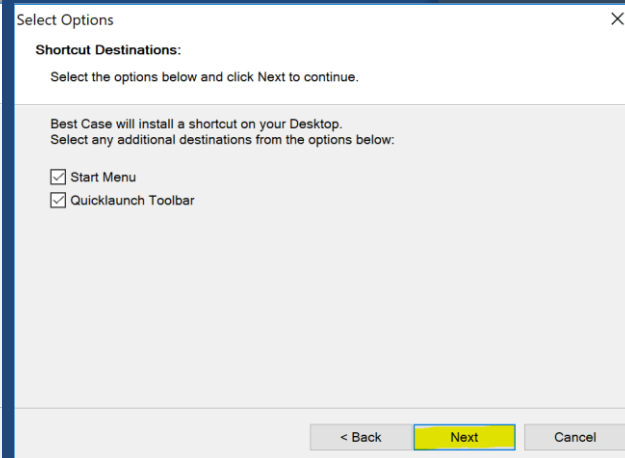 Select Options
Shortcut Destinations:
Select the options below and click Next to continue.
Best Case will install a shortcut on your Desktop.
Select any additional destinations from the options below:
Start Menu
Quicklaunch Toolbar
< Back
Next
Cancel